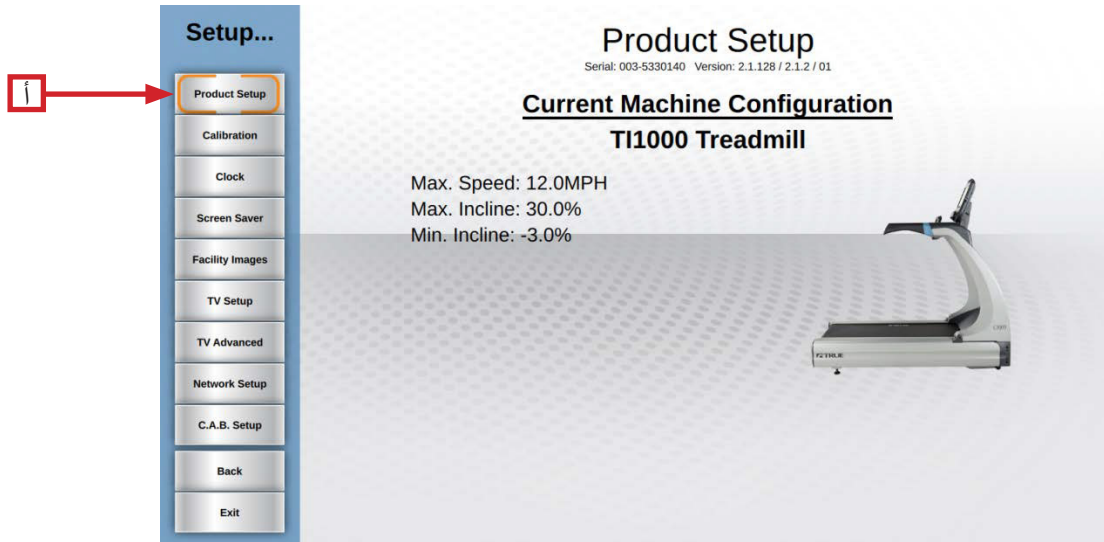 Setup...
أ
Product Setup
Calibration
Clock
Screen Saver
Facility Images
TV Setup
TV Advanced
Network Setup
C.A.B. Setup
Back
Exit
Product Setup
Serial: 003-5330140 Version: 2.1.128 / 2.1.2 / 01
Current Machine Configuration
TI1000 Treadmill
Max. Speed: 12.0MPH
Max. Incline: 30.0%
Min. Incline: -3.0%
TRUE